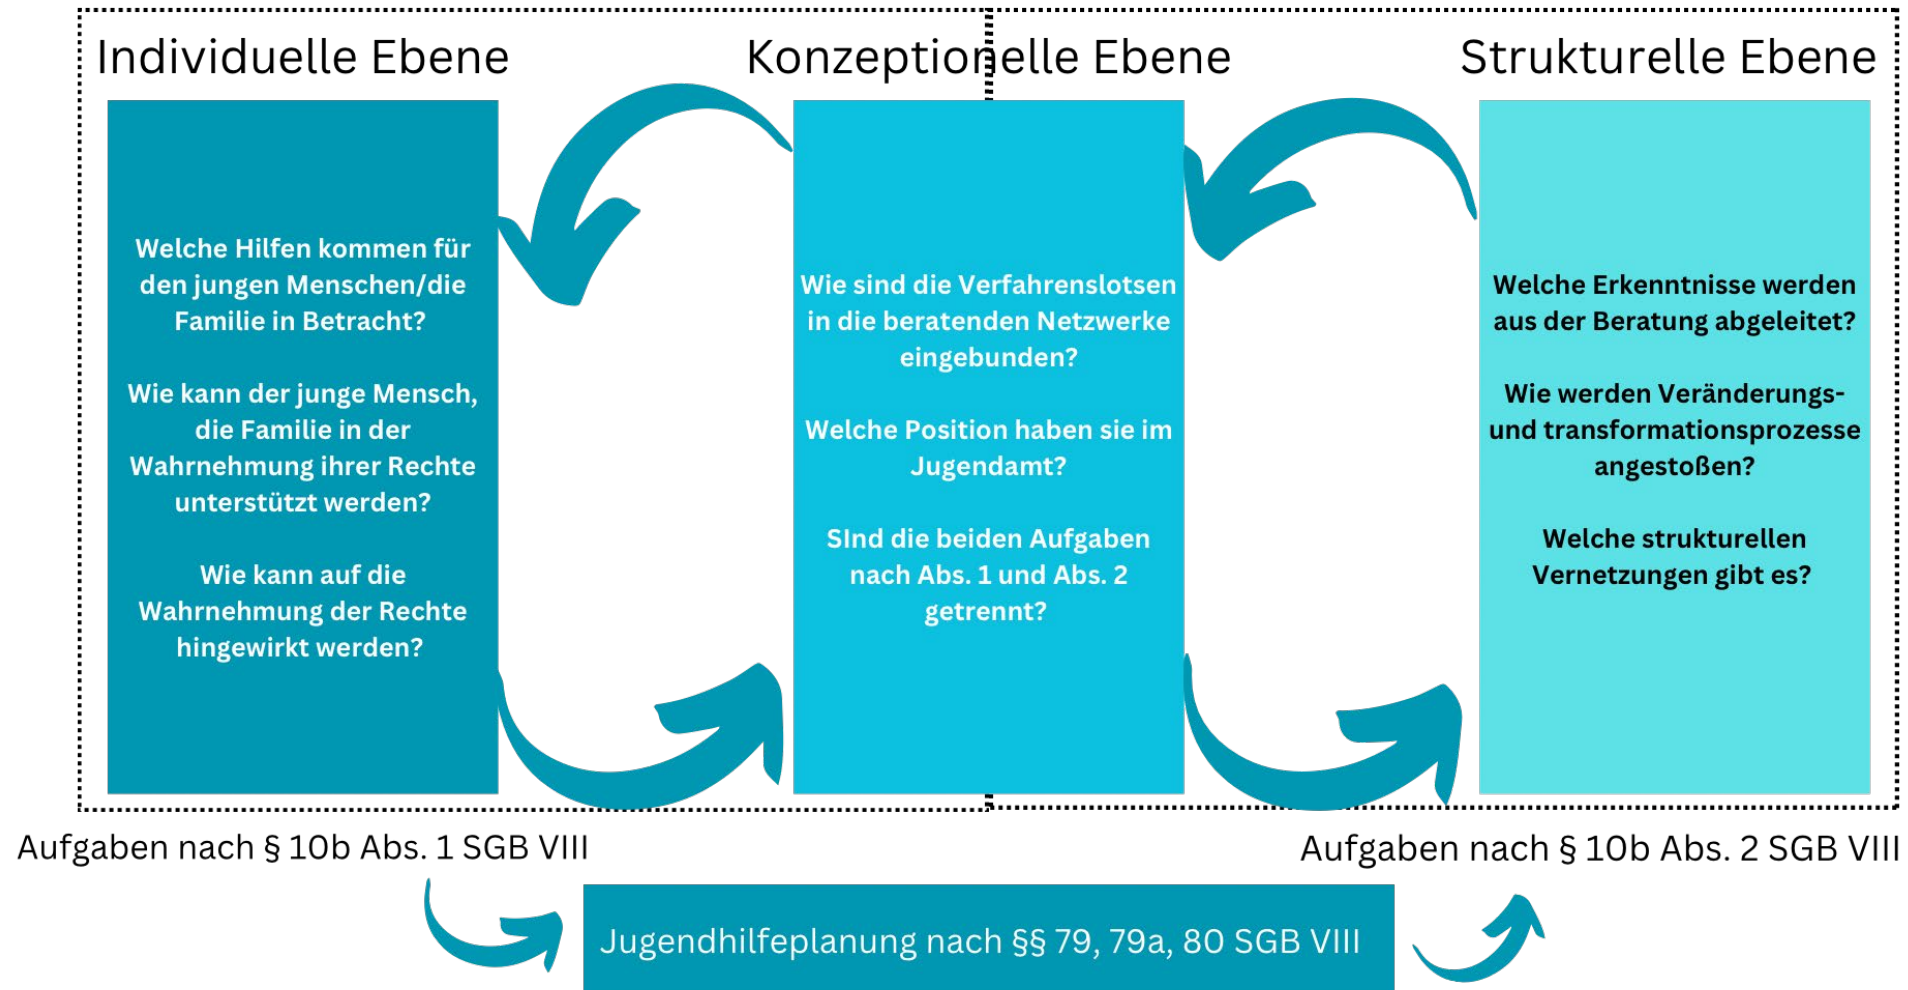 Individuelle Ebene
Konzeptionelle Ebene
Strukturelle Ebene
Welche Hilfen kommen für
den jungen Menschen/die
Familie in Betracht?
Wie kann der junge Mensch,
die Familie in der
Wahrnehmung ihrer Rechte
unterstützt werden?
Wie kann auf die
Wahrnehmung der Rechte
hingewirkt werden?
Wie sind die Verfahrenslotsen
in die beratenden Netzwerke
eingebunden?
Welche Position haben sie im
Jugendamt?
SInd die beiden Aufgaben
nach Abs. 1 und Abs. 2
getrennt?
Welche Erkenntnisse werden
aus der Beratung abgeleitet?
Wie werden Veränderungs-
und transformationsprozesse
angestoßen?
Welche strukturellen
Vernetzungen gibt es?
Aufgaben nach § 10b Abs. 1 SGB VIII
Aufgaben nach § 10b Abs. 2 SGB VIII
Jugendhilfeplanung nach §§ 79, 79a, 80 SGB VIII